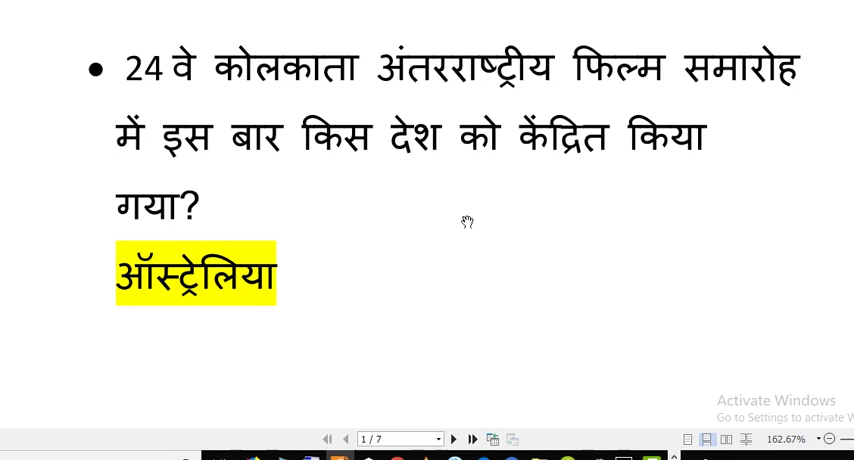 • 24 वे कोलकाता अंतरराष्ट्रीय फिल्म समारोह
में इस बार किस देश को केंद्रित किया
गया?
ऑस्ट्रेलिया
Activate Windows
Go to Settings to activate W
1 / 7
162.67%